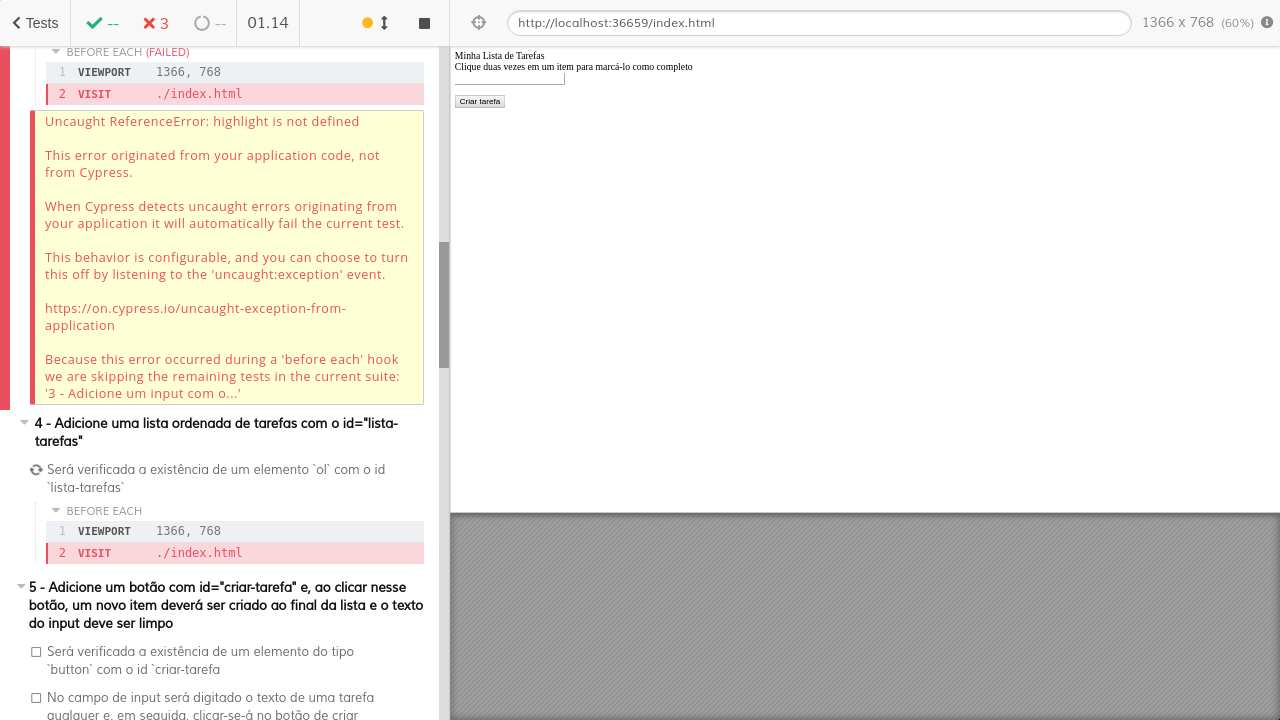 Tests
--
3
--
01.14
http://localhost:36659/index.html
1366 x 768 (60%)
BEFORE EACH (FAILED)
1 VIEWPORT 1366, 768
2 VISIT ./index.html
Uncaught ReferenceError: highlight is not defined
This error originated from your application code, not
from Cypress.
When Cypress detects uncaught errors originating from
your application it will automatically fail the current test.
This behavior is configurable, and you can choose to turn
this off by listening to the 'uncaught:exception' event.
https://on.cypress.io/uncaught-exception-from-
application
Because this error occurred during a 'before each' hook
we are skipping the remaining tests in the current suite:
'3 - Adicione um input com o...'
4 - Adicione uma lista ordenada de tarefas com o id="lista-
tarefas"
Será verificada a existência de um elemento `ol` com o id
`lista-tarefas`
BEFORE EACH
1 VIEWPORT 1366, 768
2 VISIT ./index.html
5 - Adicione um botão com id="criar-tarefa" e, ao clicar nesse
botão, um novo item deverá ser criado ao final da lista e o texto
do input deve ser limpo
Será verificada a existência de um elemento do tipo
`button` com o id `criar-tarefa
No campo de input será digitado o texto de uma tarefa
qualquer e, em seguida, clicar-se-á no botão de criar
Minha Lista de Tarefas
Clique duas vezes em um item para marcá-lo como completo
Criar tarefa